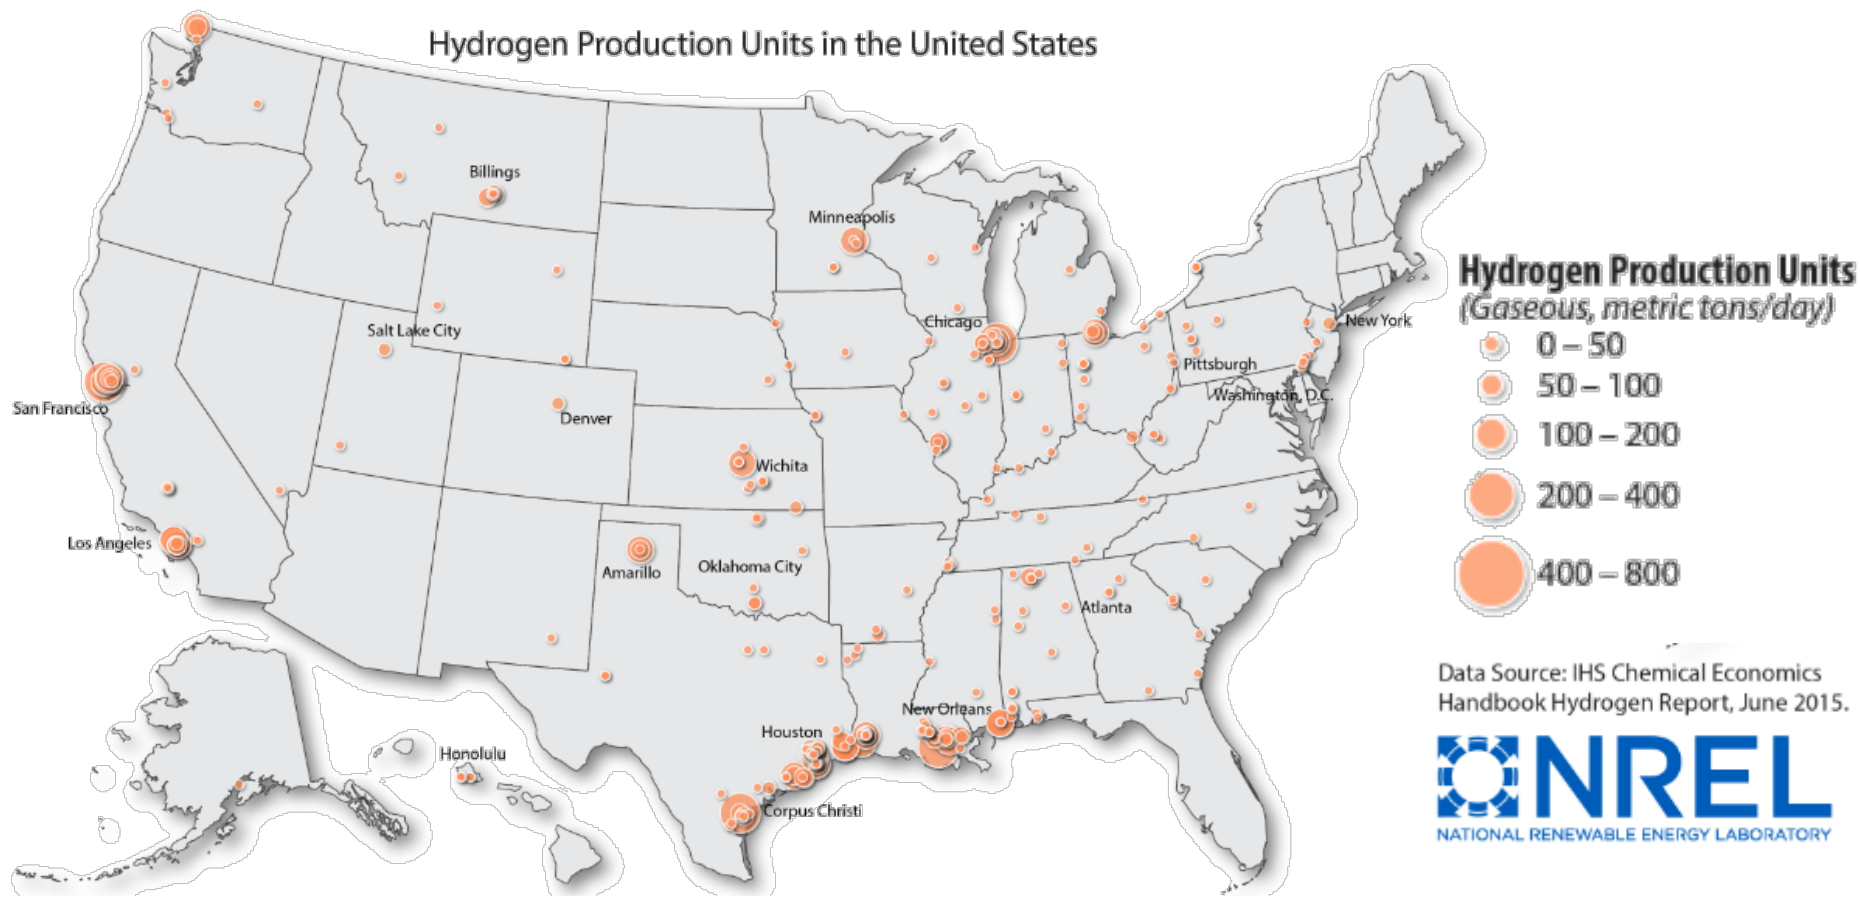 Hydrogen Production Units in the United States
Billings
Minneapolis
Hydrogen Production Units
(Gaseous, metric tons/day)
Chicago
New York
Salt Lake City
0 – 50
Pittsburgh
50 – 100
Washington, D.C.
San Francisco
Denver
100 – 200
Wichita
200 – 400
Los Angeles
Oklahoma City
Amarillo
400 – 800
Atlanta
Data Source: IHS Chemical Economics
Handbook Hydrogen Report, June 2015.
New Orleans
Houston
Honolulu
Corpus Christi
NREL
NATIONAL RENEWABLE ENERGY LABORATORY